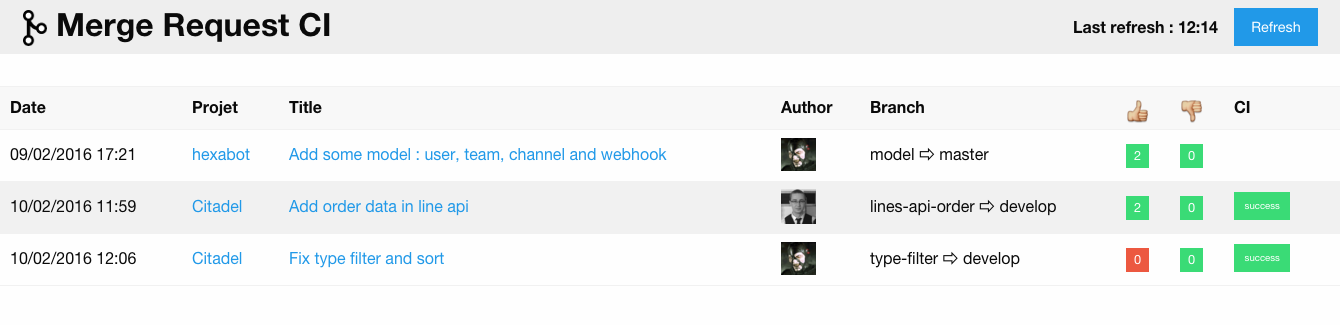 Merge Request CI
Last refresh : 12:14 Refresh
Date Projet Title Author Branch CI
09/02/2016 17:21 hexabot Add some model : user, team, channel and webhook model ⇨ master 2 0
10/02/2016 11:59 Citadel Add order data in line api lines-api-order ⇨ develop 2 0 success
10/02/2016 12:06 Citadel Fix type filter and sort type-filter ⇨ develop 0 0 success